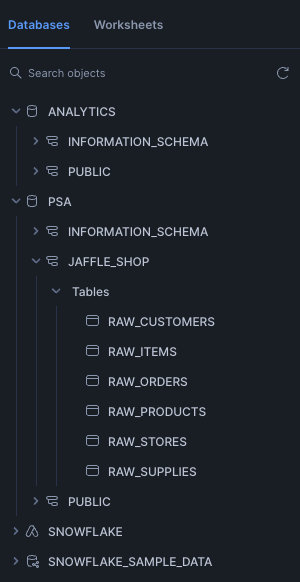 Databases Worksheets
Search objects
ANALYTICS
INFORMATION_SCHEMA
PUBLIC
PSA
INFORMATION_SCHEMA
JAFFLE_SHOP
Tables
RAW_CUSTOMERS
RAW_ITEMS
RAW_ORDERS
RAW_PRODUCTS
RAW_STORES
RAW_SUPPLIES
PUBLIC
SNOWFLAKE
SNOWFLAKE_SAMPLE_DATA